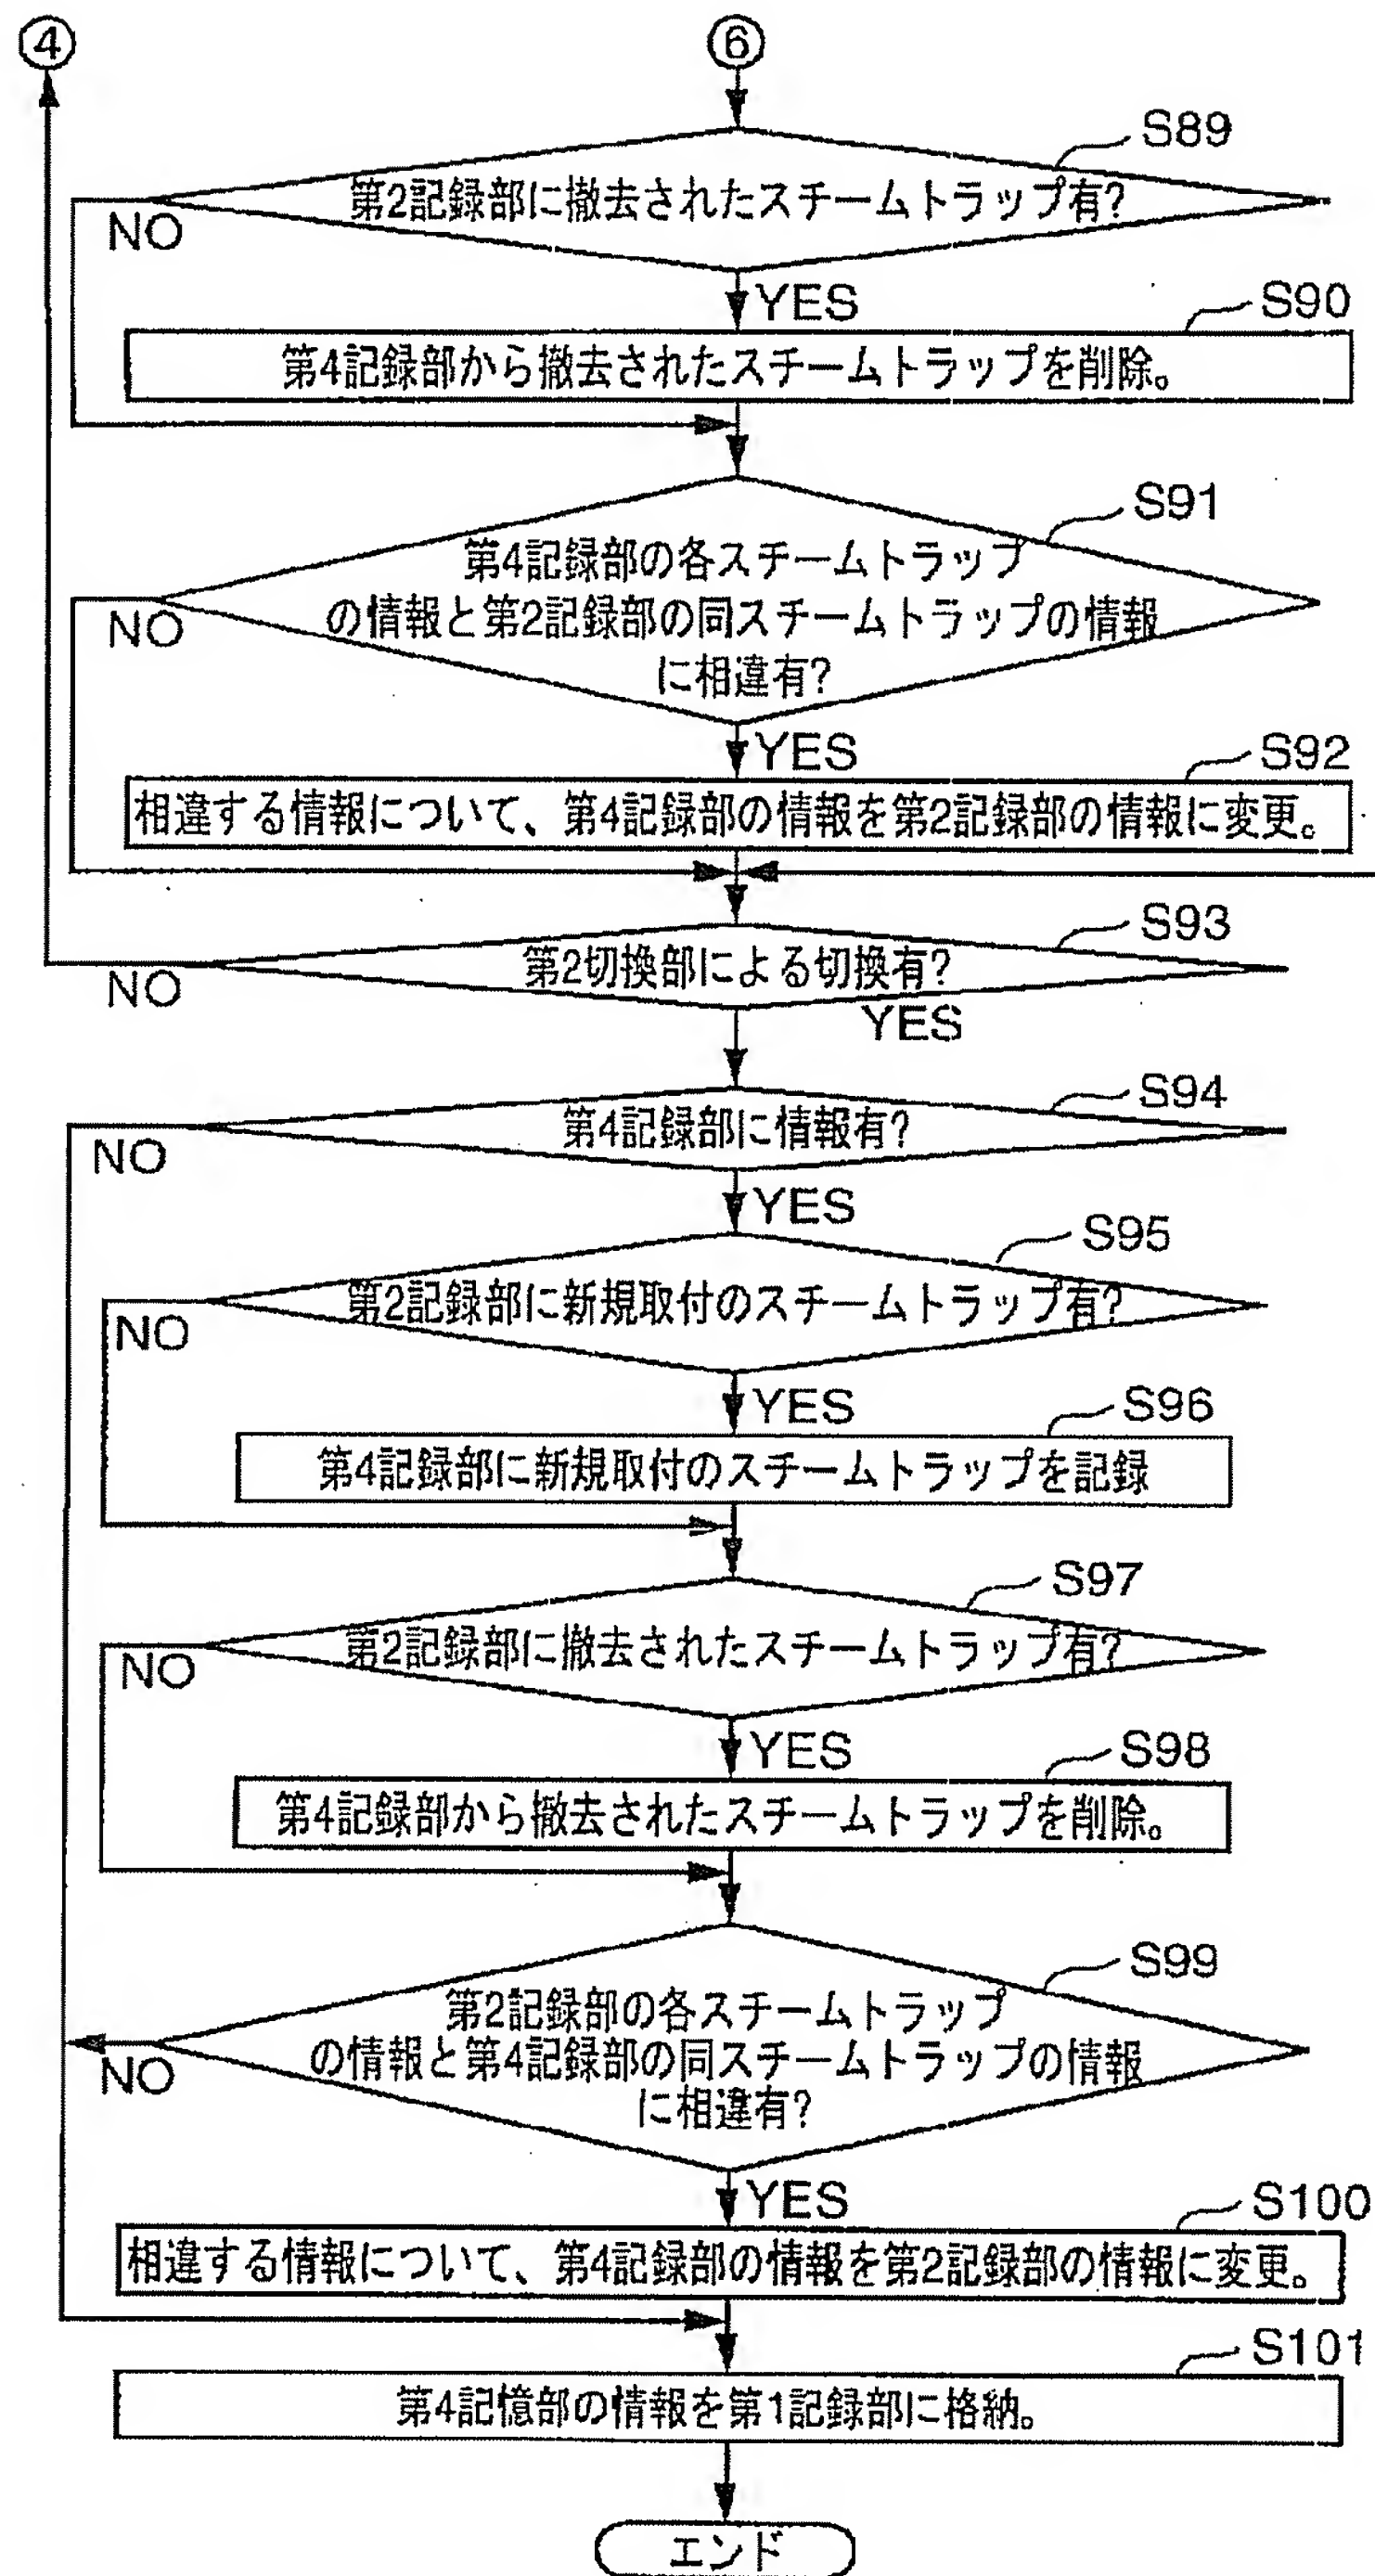 ④
⑥
S89
第2記録部に撤去されたスチームトラップ有?
NO
YES
S90
第4記録部から撤去されたスチームトラップを削除。
S91
第4記録部の各スチームトラップ
の情報と第2記録部の同スチームトラップの情報
に相違有?
NO
YES
S92
相違する情報について、第4記録部の情報を第2記録部の情報に変更。
S93
第2切換部による切換有?
NO
YES
S94
第4記録部に情報有?
NO
YES
S95
第2記録部に新規取付のスチームトラップ有?
NO
YES
S96
第4記録部に新規取付のスチームトラップを記録
S97
第2記録部に撤去されたスチームトラップ有?
NO
YES
S98
第4記録部から撤去されたスチームトラップを削除。
S99
第2記録部の各スチームトラップ
の情報と第4記録部の同スチームトラップの情報
に相違有?
NO
YES
S100
相違する情報について、第4記録部の情報を第2記録部の情報に変更。
S101
第4記憶部の情報を第1記録部に格納。
エンド